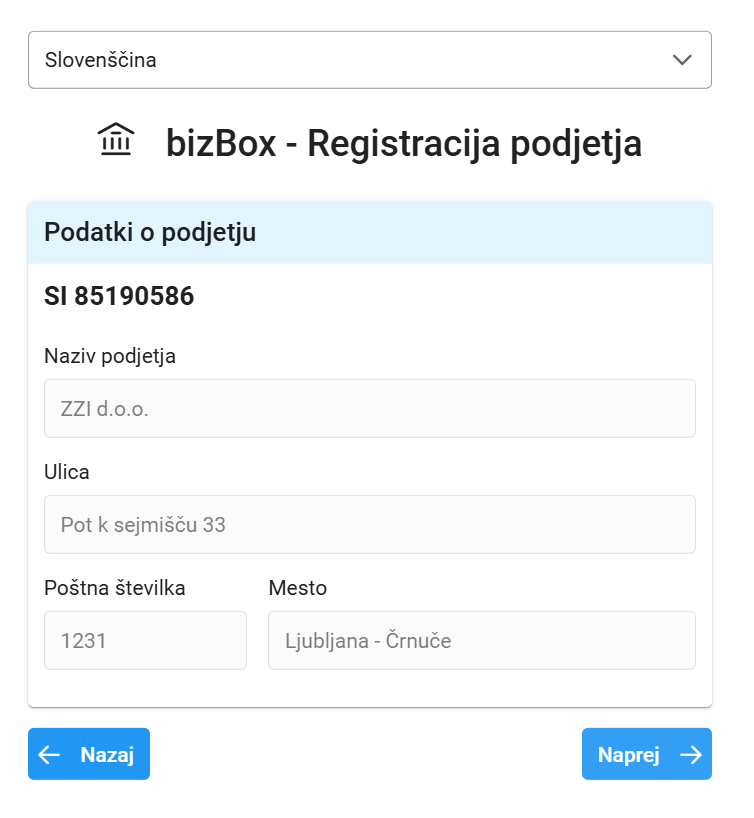 Slovenščina
bizBox - Registracija podjetja
Podatki o podjetju
SI 85190586
Naziv podjetja
ZZI d.o.o.
Ulica
Pot k sejmišču 33
Poštna številka Mesto
1231 Ljubljana - Črnuče
Nazaj Naprej